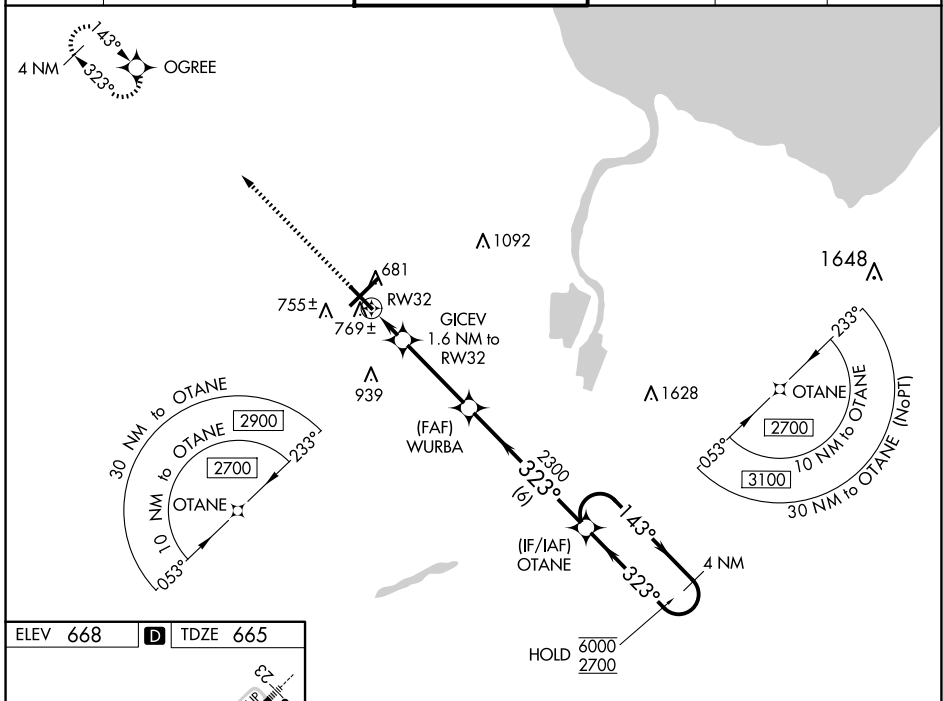 143°
4 NM
323°
OGREE
1092
1648
681
RW32
755±
769±
GICEV
1.6 NM to
RW32
939
1628
(FAF)
WURBA
2300
323°
(6)
(IF/IAF)
OTANE
143°
323°
4 NM
HOLD 6000
2700
30 NM to OTANE
2900
10 NM to OTANE
2700
233°
OTANE
053°
233°
OTANE
2700
10 NM to OTANE
053°
3100
30 NM to OTANE (NoPT)
ELEV 668 D TDZE 665
23